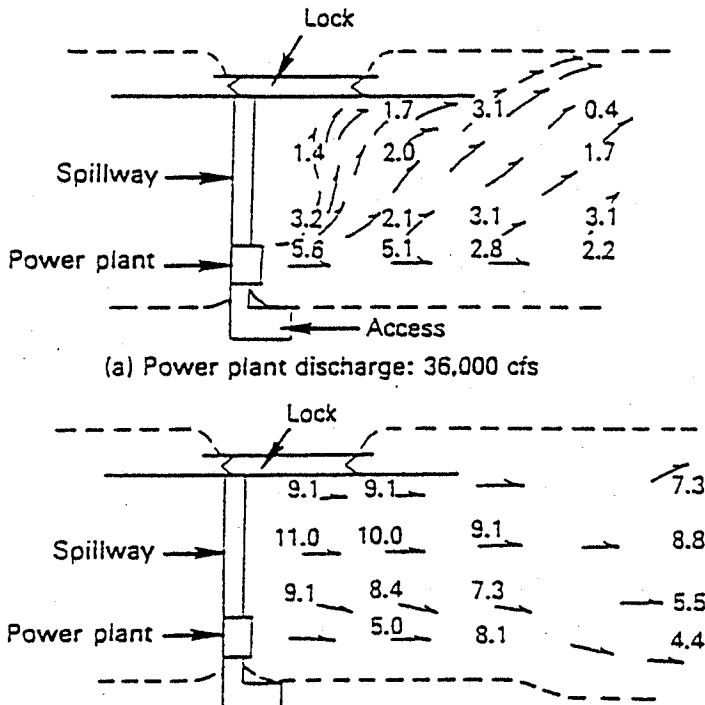 Lock
1.7 3.1 0.4
1.4 2.0 1.7
Spillway
3.2 2.1 3.1 3.1
5.6 5.1 2.8 2.2
Power plant
Access
(a) Power plant discharge: 36,000 cfs
Lock
9.1 9.1 7.3
11.0 10.0 9.1 8.8
Spillway
9.1 8.4 7.3 5.5
Power plant
5.0 8.1 4.4